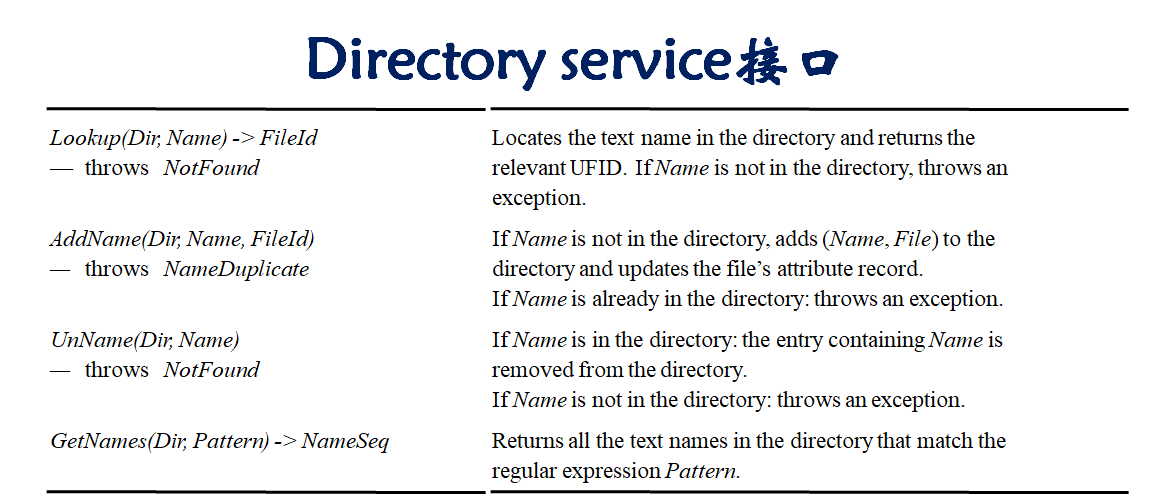 Directory service接口
Lookup(Dir, Name) -> FileId
— throws NotFound
Locates the text name in the directory and returns the
relevant UFID. If Name is not in the directory, throws an
exception.
AddName(Dir, Name, FileId)
— throws NameDuplicate
If Name is not in the directory, adds (Name, File) to the
directory and updates the file’s attribute record.
If Name is already in the directory: throws an exception.
UnName(Dir, Name)
— throws NotFound
If Name is in the directory: the entry containing Name is
removed from the directory.
If Name is not in the directory: throws an exception.
GetNames(Dir, Pattern) -> NameSeq
Returns all the text names in the directory that match the
regular expression Pattern.